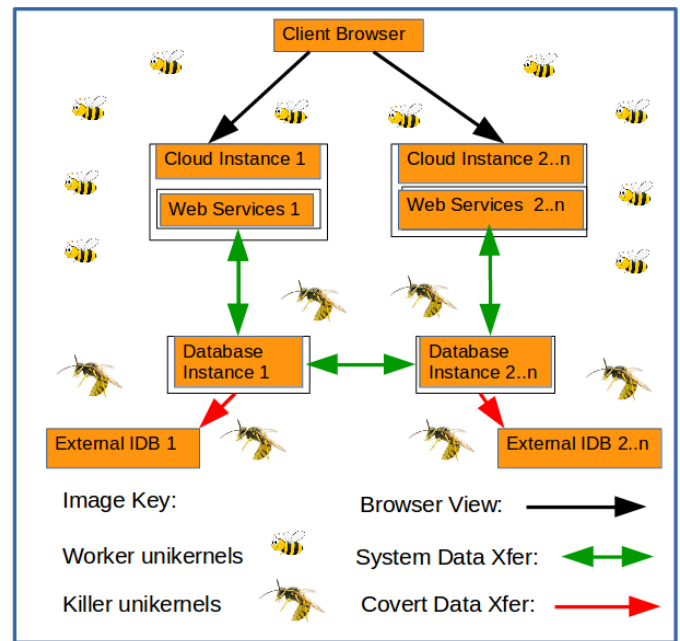 Client Browser
Cloud Instance 1
Cloud Instance 2..n
Web Services 1
Web Services 2..n
Database
Instance 1
Database
Instance 2..n
External IDB 1
External IDB 2..n
Image Key:
Browser View:
Worker unikernels
System Data Xfer:
Killer unikernels
Covert Data Xfer: